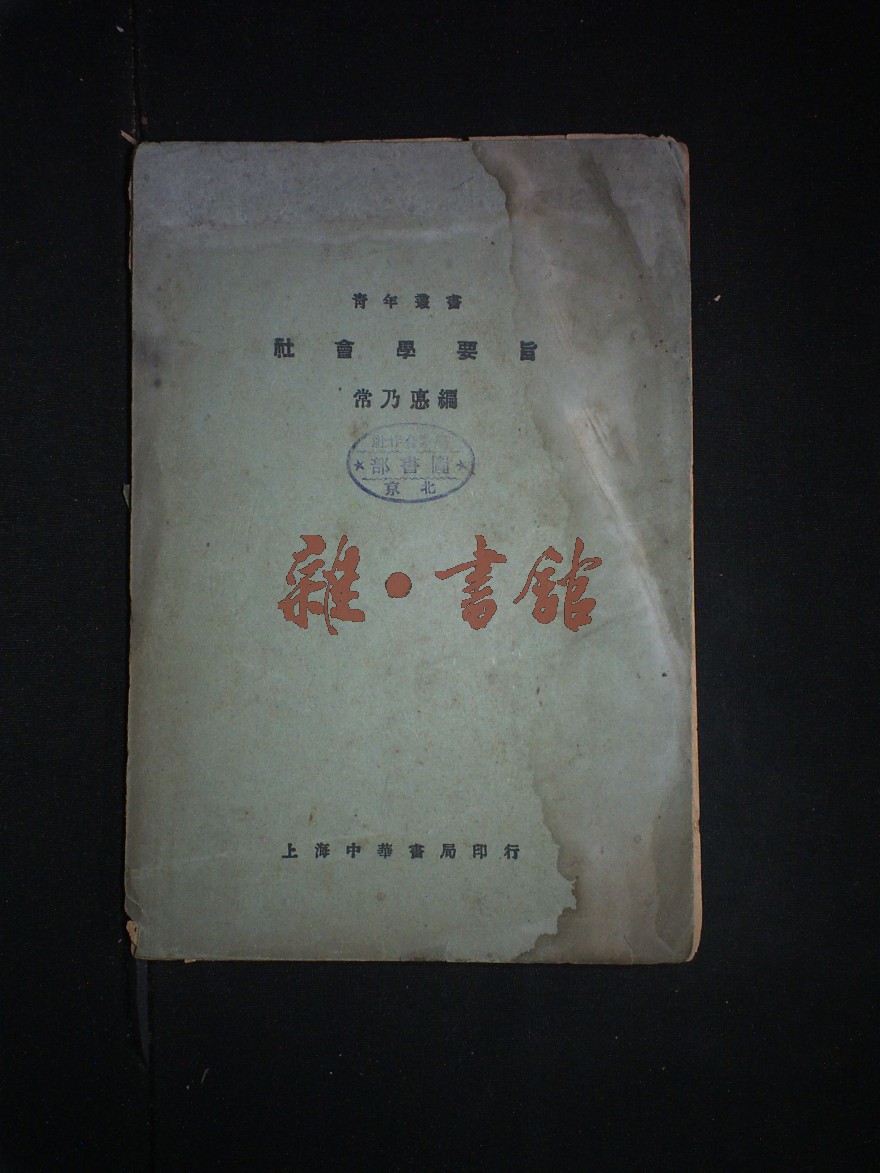 青年叢書
社會學要旨
常乃惪編
圖書部
北京
雜·書館
上海中華書局印行